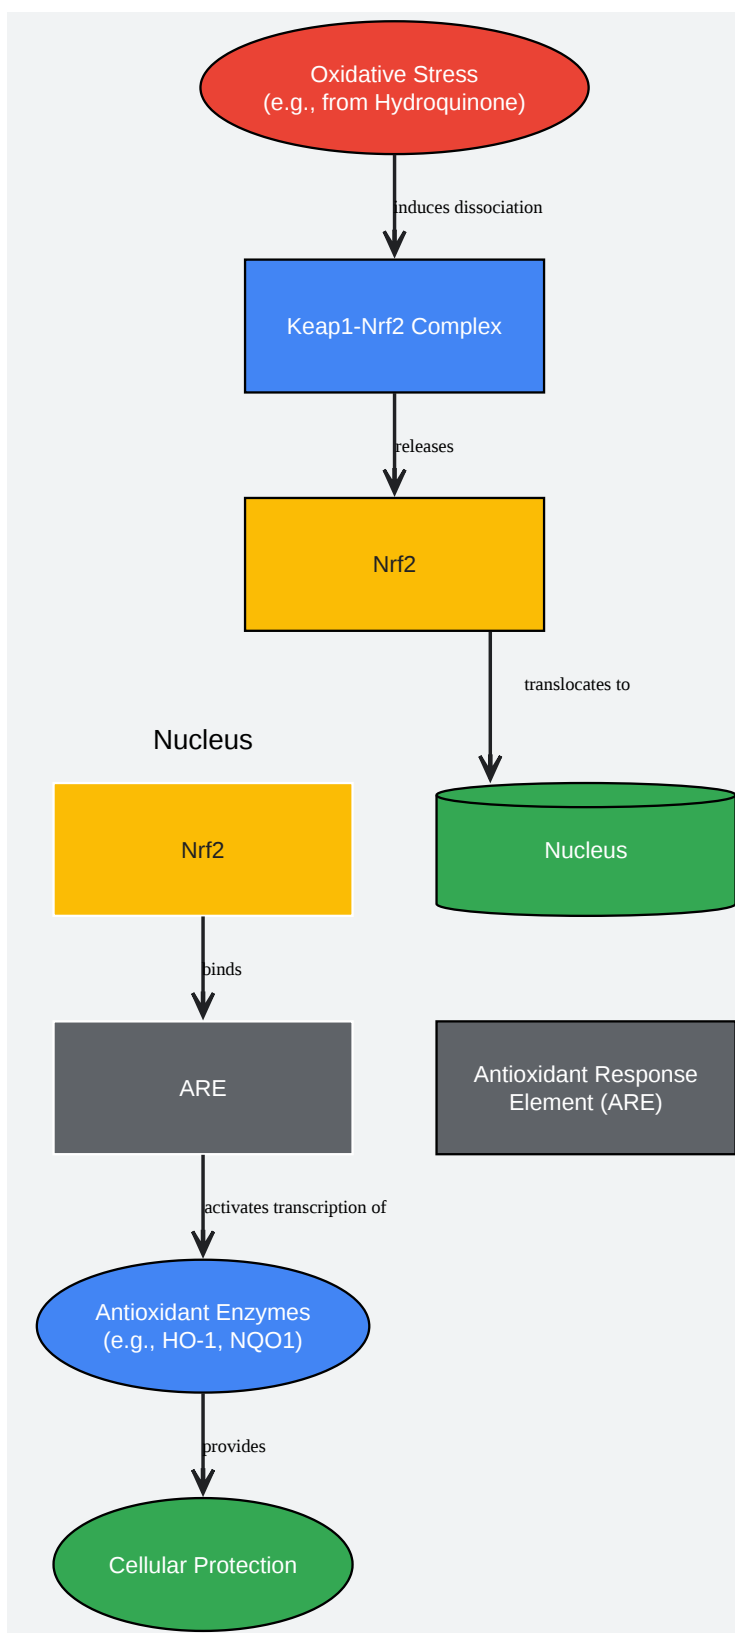 Oxidative Stress
(e.g., from Hydroquinone)
induces dissociation
Keap1-Nrf2 Complex
releases
Nrf2
translocates to
Nucleus
Nrf2
Nucleus
binds
ARE
Antioxidant Response
Element (ARE)
activates transcription of
Antioxidant Enzymes
(e.g., HO-1, NQO1)
provides
Cellular Protection